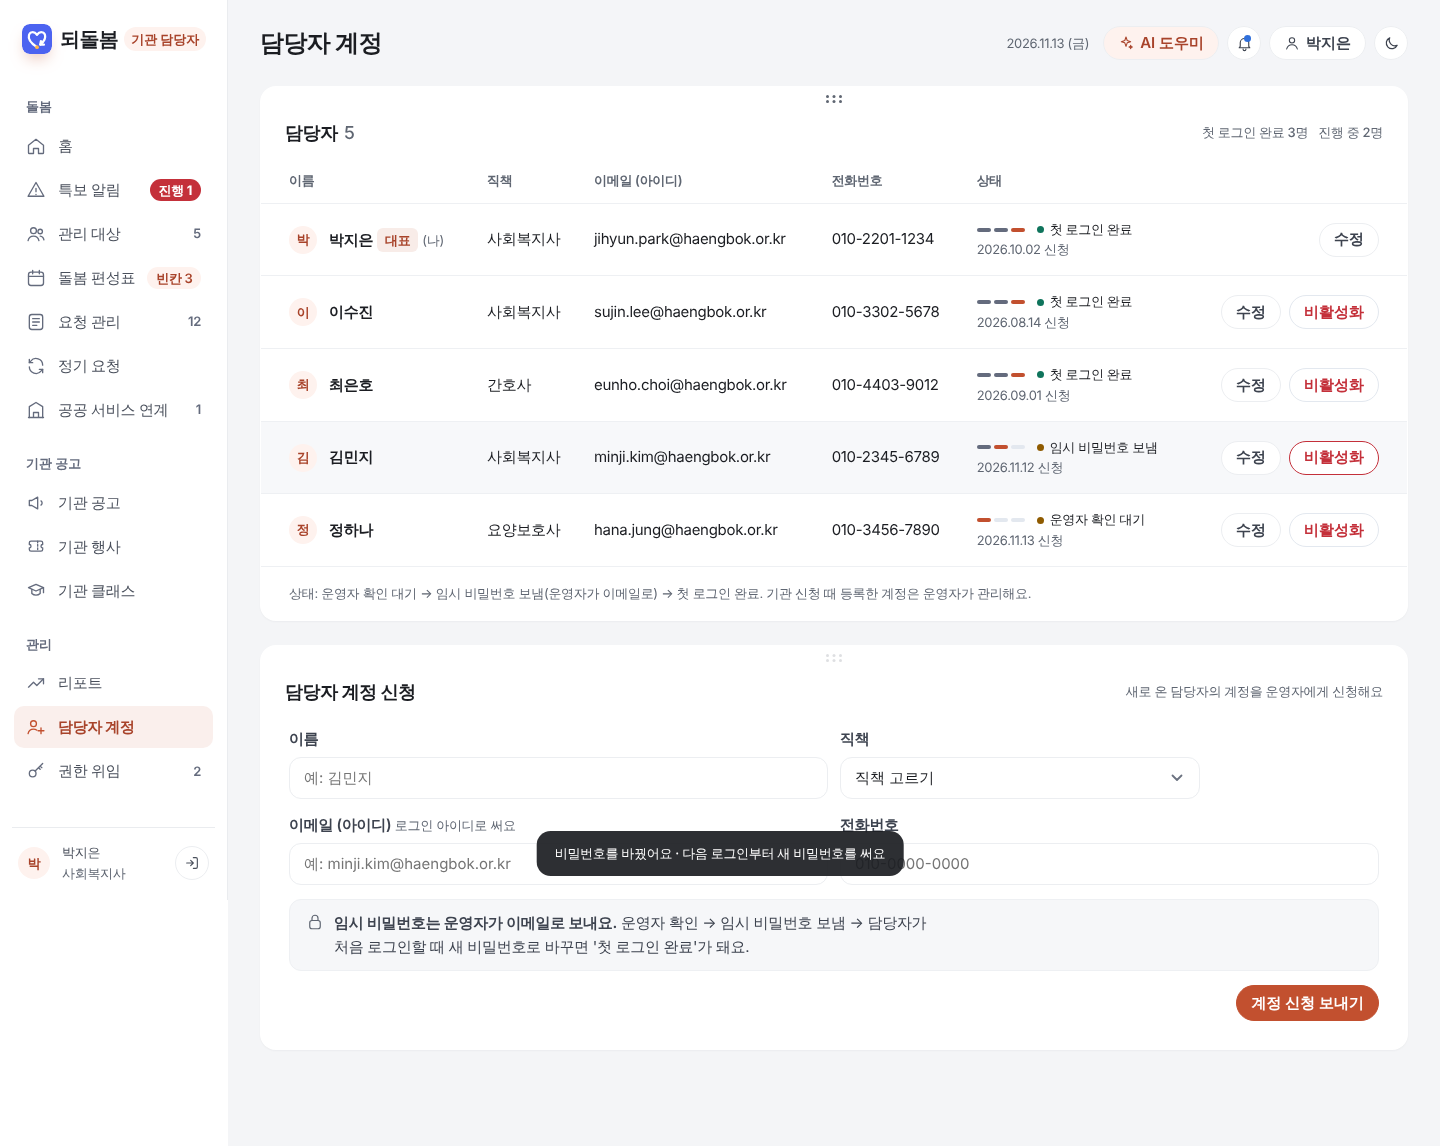 되돌봄 기관 담당자
돌봄
홈
특보 알림 진행 1
관리 대상 5
돌봄 편성표 빈칸 3
요청 관리 12
정기 요청
공공 서비스 연계 1
기관 공고
기관 공고
기관 행사
기관 클래스
관리
리포트
담당자 계정
권한 위임 2
박 박지은
사회복지사
담당자 계정
2026.11.13 (금) AI 도우미 박지은
담당자 5
첫 로그인 완료 3명 진행 중 2명
이름 직책 이메일 (아이디) 전화번호 상태
박 박지은 대표 (나) 사회복지사 jihyun.park@haengbok.or.kr 010-2201-1234 첫 로그인 완료 수정
2026.10.02 신청
이 이수진 사회복지사 sujin.lee@haengbok.or.kr 010-3302-5678 첫 로그인 완료 수정 비활성화
2026.08.14 신청
최 최은호 간호사 eunho.choi@haengbok.or.kr 010-4403-9012 첫 로그인 완료 수정 비활성화
2026.09.01 신청
김 김민지 사회복지사 minji.kim@haengbok.or.kr 010-2345-6789 임시 비밀번호 보냄 수정 비활성화
2026.11.12 신청
정 정하나 요양보호사 hana.jung@haengbok.or.kr 010-3456-7890 운영자 확인 대기 수정 비활성화
2026.11.13 신청
상태: 운영자 확인 대기 → 임시 비밀번호 보냄(운영자가 이메일로) → 첫 로그인 완료. 기관 신청 때 등록한 계정은 운영자가 관리해요.
담당자 계정 신청
새로 온 담당자의 계정을 운영자에게 신청해요
이름 직책
예: 김민지 직책 고르기
이메일 (아이디) 로그인 아이디로 써요 전화번호
예: minji.kim@haengbok.or.kr 010-0000-0000
비밀번호를 바꿨어요 · 다음 로그인부터 새 비밀번호를 써요
임시 비밀번호는 운영자가 이메일로 보내요. 운영자 확인 → 임시 비밀번호 보냄 → 담당자가
처음 로그인할 때 새 비밀번호로 바꾸면 '첫 로그인 완료'가 돼요.
계정 신청 보내기